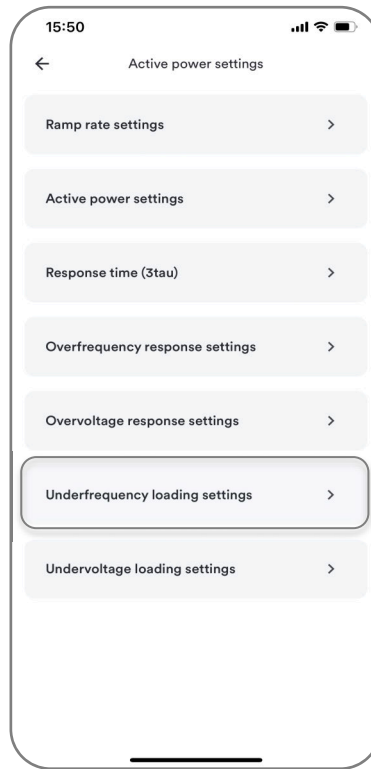 15:50
Active power settings
Ramp rate settings
Active power settings
Response time (3tau)
Overfrequency response settings
Overvoltage response settings
Underfrequency loading settings
Undervoltage loading settings